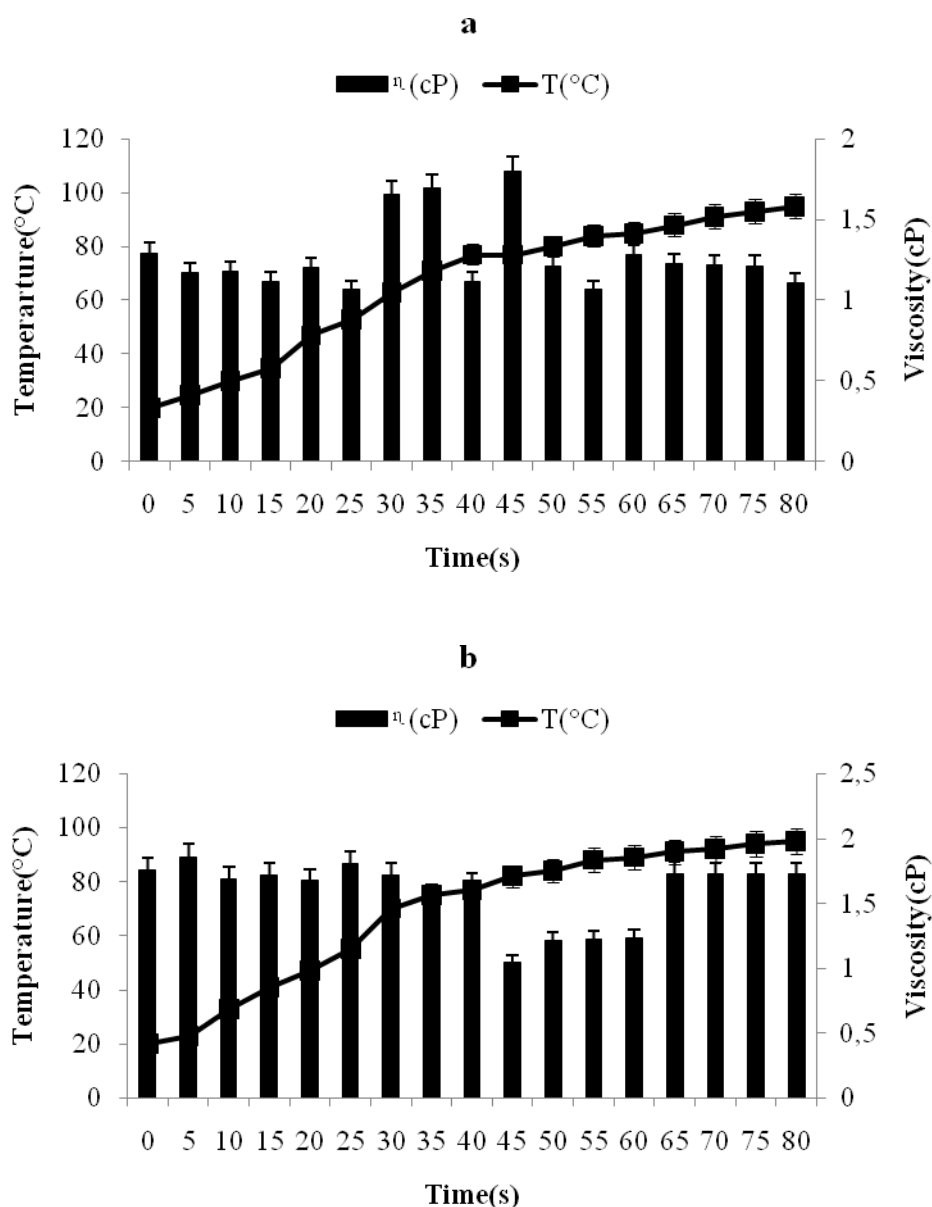 a
η (cP) T(°C)
120 2
100 1,5
80
60 1
40
20 0,5
0 0
Temperarture(°C)
Viscosity(cP)
0 5 10 15 20 25 30 35 40 45 50 55 60 65 70 75 80
Time(s)
b
η (cP) T(°C)
120 2,5
100 2
80 1,5
60
40 1
20 0,5
0 0
Temperature(°C)
Viscosity(cP)
0 5 10 15 20 25 30 35 40 45 50 55 60 65 70 75 80
Time(s)